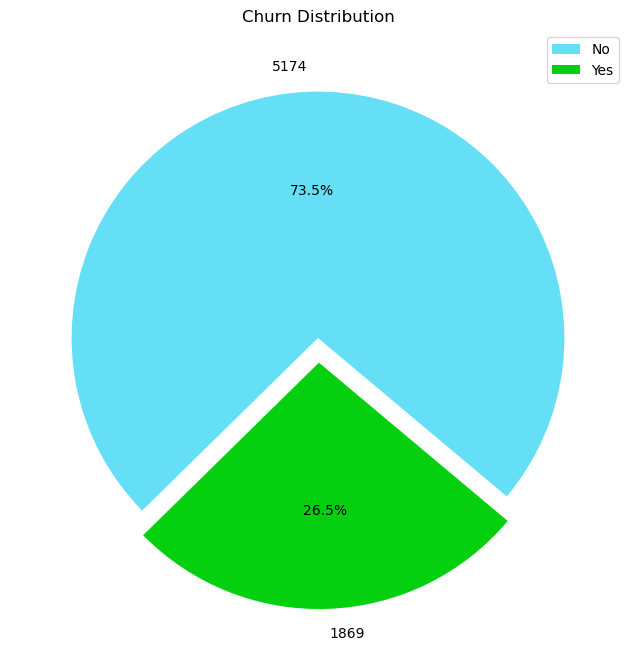 Churn Distribution
No
Yes
5174
73.5%
26.5%
1869